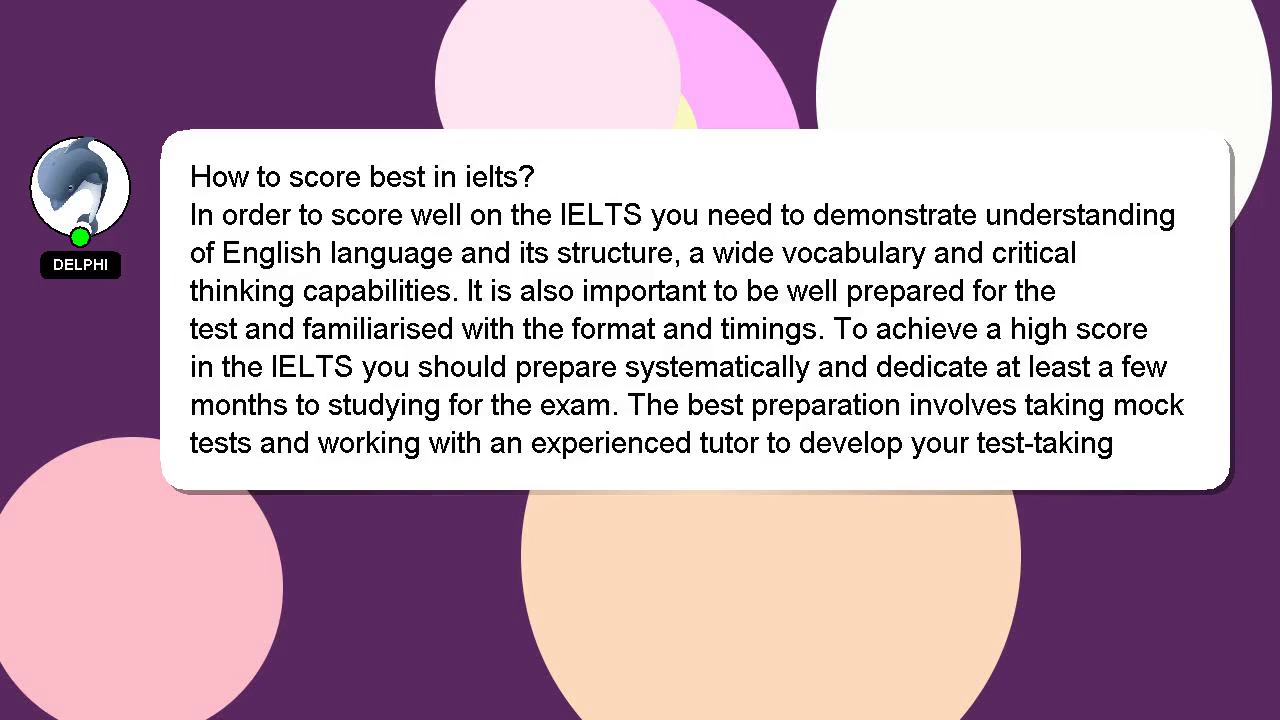 How to score best in ielts?
In order to score well on the IELTS you need to demonstrate understanding
of English language and its structure, a wide vocabulary and critical
thinking capabilities. It is also important to be well prepared for the
test and familiarised with the format and timings. To achieve a high score
in the IELTS you should prepare systematically and dedicate at least a few
months to studying for the exam. The best preparation involves taking mock
tests and working with an experienced tutor to develop your test-taking
DELPHI